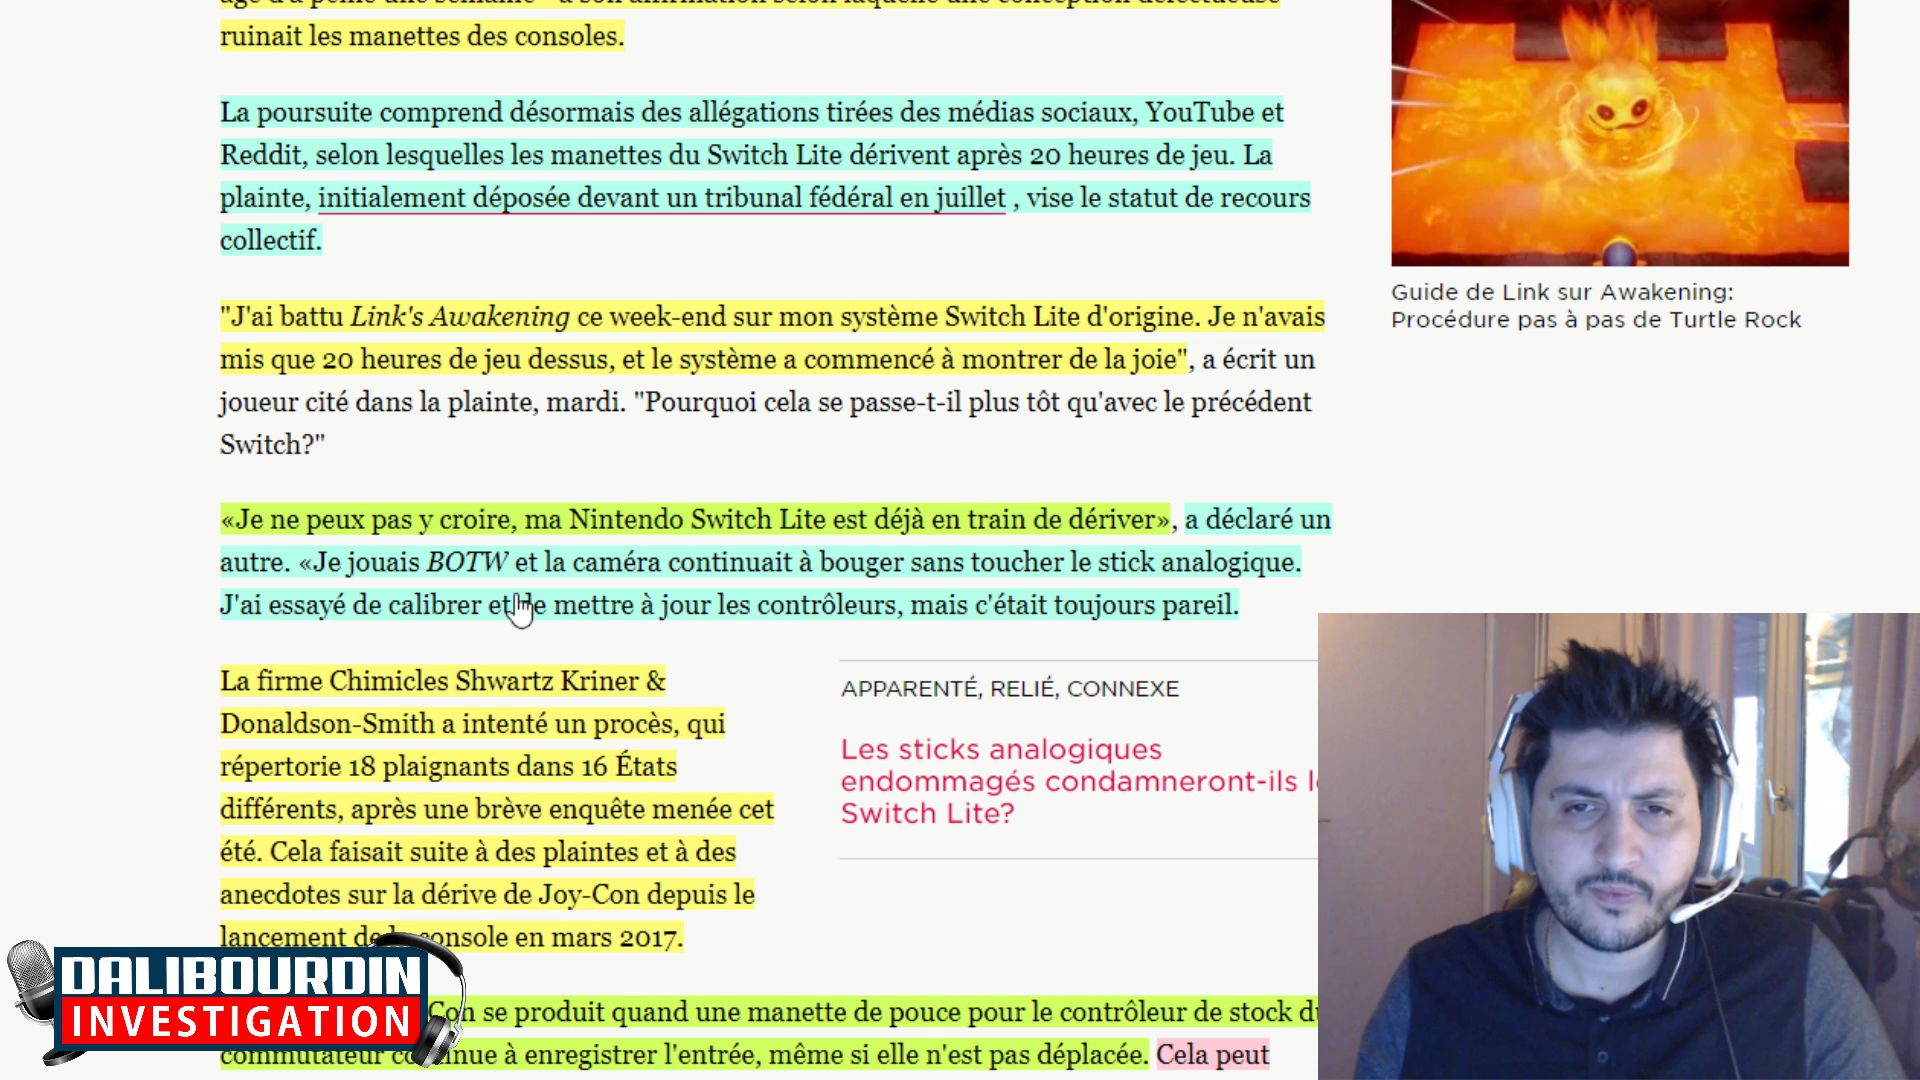 ruinait les manettes des consoles.
La poursuite comprend désormais des allégations tirées des médias sociaux, YouTube et
Reddit, selon lesquelles les manettes du Switch Lite dérivent après 20 heures de jeu. La
plainte, initialement déposée devant un tribunal fédéral en juillet , vise le statut de recours
collectif.
"J'ai battu Link's Awakening ce week-end sur mon système Switch Lite d'origine. Je n'avais
mis que 20 heures de jeu dessus, et le système a commencé à montrer de la joie", a écrit un
joueur cité dans la plainte, mardi. "Pourquoi cela se passe-t-il plus tôt qu'avec le précédent
Switch?"
«Je ne peux pas y croire, ma Nintendo Switch Lite est déjà en train de dériver», a déclaré un
autre. «Je jouais BOTW et la caméra continuait à bouger sans toucher le stick analogique.
J'ai essayé de calibrer et de mettre à jour les contrôleurs, mais c'était toujours pareil.
La firme Chimicles Shwartz Kriner &
Donaldson-Smith a intenté un procès, qui
répertorie 18 plaignants dans 16 États
différents, après une brève enquête menée cet
été. Cela faisait suite à des plaintes et à des
anecdotes sur la dérive de Joy-Con depuis le
lancement de la console en mars 2017.
Con se produit quand une manette de pouce pour le contrôleur de stock
commutateur continue à enregistrer l'entrée, même si elle n'est pas déplacée. Cela peut
APPARENTÉ, RELIÉ, CONNEXE
Les sticks analogiques
endommagés condamneront-ils
Switch Lite?
Guide de Link sur Awakening:
Procédure pas à pas de Turtle Rock
DALIBOURDIN
INVESTIGATION